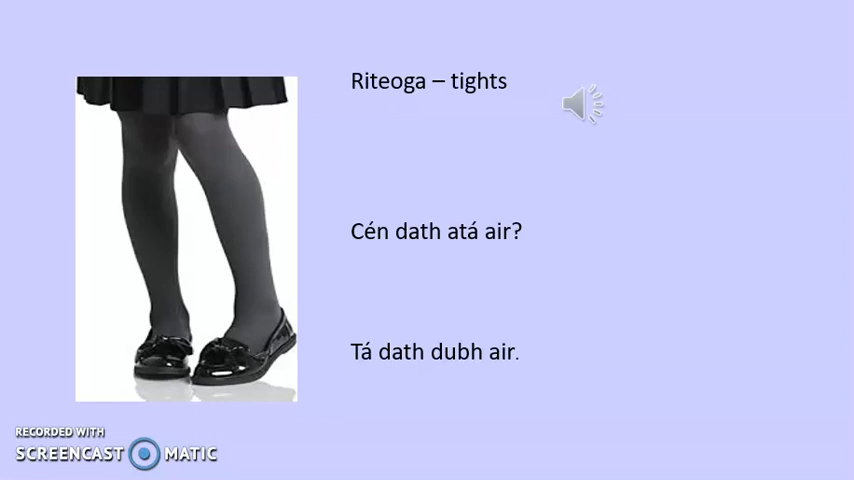 Riteoga – tights
Cén dath atá air?
Tá dath dubh air.
RECORDED WITH
SCREENCAST MATIC